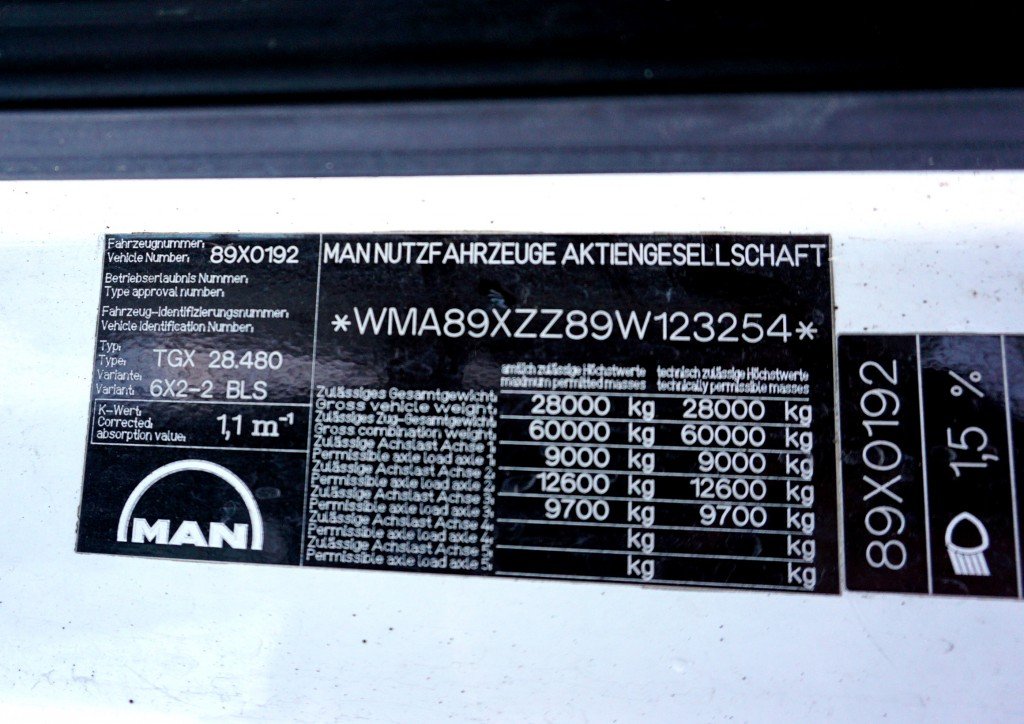 Fahrzeugnummer:
Vehicle Number: 89X0192
Betriebserlaubnis Nummer:
Type approval number:
Fahrzeug-Identifizierungsnummer:
Vehicle Identification Number:
Typ:
Type: TGX 28.480
Variante:
Variant: 6X2-2 BLS
K-Wert:
Corrected
absorption value: 1,1 m⁻¹
MAN
MAN NUTZFAHRZEUGE AKTIENGESELLSCHAFT
*WMA89XZZ89W123254*
amtlich zulässige Höchstwerte technisch zulässige Höchstwerte
maximum permitted masses technically permissible masses
Zulässiges Gesamtgewicht:
Gross vehicle weight: 28000 kg 28000 kg
Zulässiges Zug-Gesamtgewicht:
Gross combination weight: 60000 kg 60000 kg
Zulässige Achslast Achse 1:
Permissible axle load axle 1: 9000 kg 9000 kg
Zulässige Achslast Achse 2:
Permissible axle load axle 2: 12600 kg 12600 kg
Zulässige Achslast Achse 3:
Permissible axle load axle 3: 9700 kg 9700 kg
Zulässige Achslast Achse 4:
Permissible axle load axle 4: kg kg
Zulässige Achslast Achse 5:
Permissible axle load axle 5: kg kg
89X0192
1,5 %